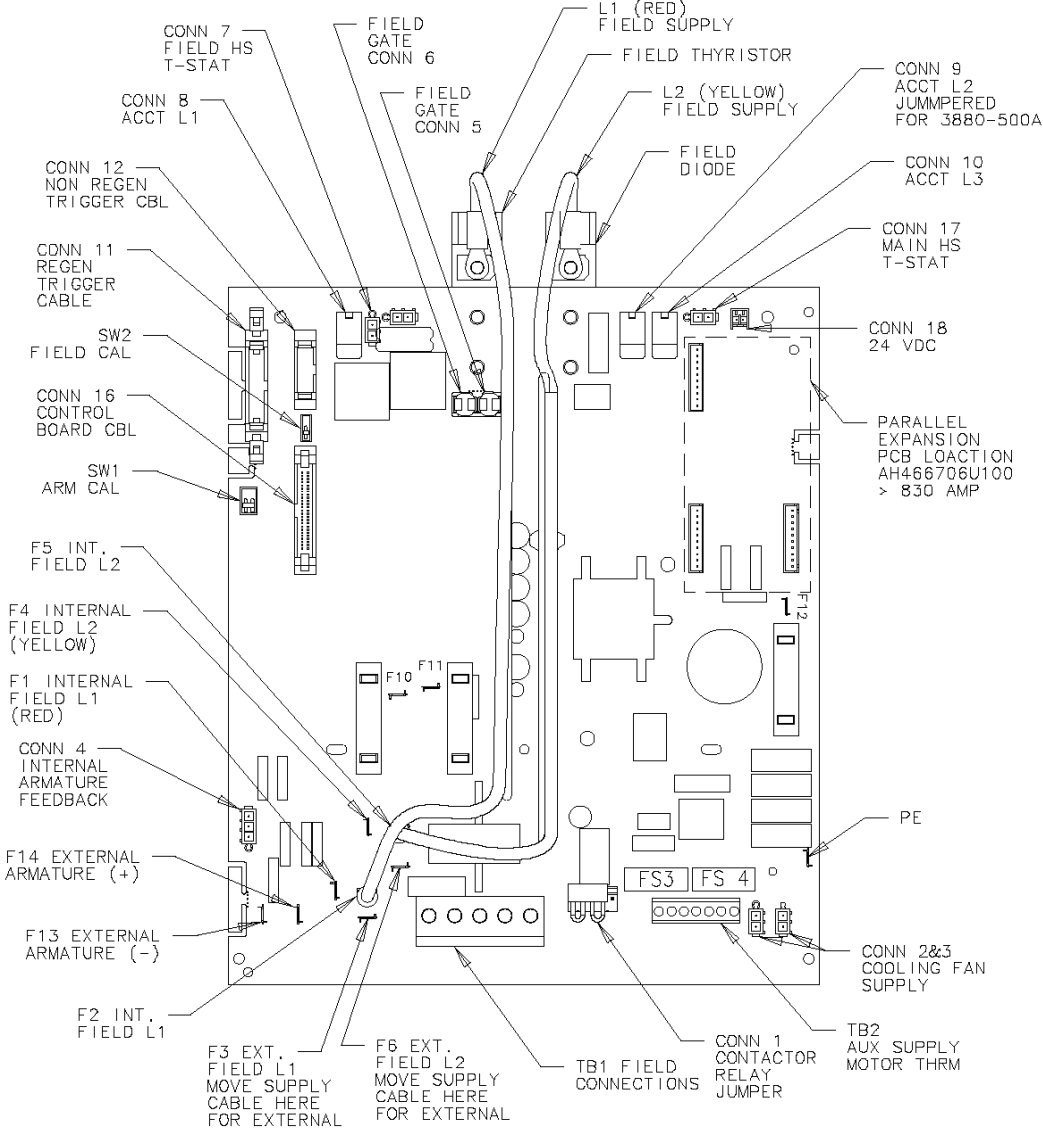 L1 (RED)
FIELD SUPPLY
FIELD
GATE
CONN 6
CONN 7
FIELD HS
T-STAT
FIELD THYRISTOR
CONN 9
ACCT L2
JUMMPERED
FOR 3880-500A
CONN 8
ACCT L1
FIELD
GATE
CONN 5
L2 (YELLOW)
FIELD SUPPLY
FIELD
DIODE
CONN 10
ACCT L3
CONN 12
NON REGEN
TRIGGER CBL
CONN 17
MAIN HS
T-STAT
CONN 11
REGEN
TRIGGER
CABLE
SW2
FIELD CAL
CONN 18
24 VDC
CONN 16
CONTROL
BOARD CBL
PARALLEL
EXPANSION
PCB LOACTION
AH466706U100
> 830 AMP
SW1
ARM CAL
F5 INT.
FIELD L2
F4 INTERNAL
FIELD L2
(YELLOW)
F12
F10
F11
F1 INTERNAL
FIELD L1
(RED)
CONN 4
INTERNAL
ARMATURE
FEEDBACK
PE
F14 EXTERNAL
ARMATURE (+)
FS3
FS 4
F13 EXTERNAL
ARMATURE (-)
CONN 2&3
COOLING FAN
SUPPLY
F2 INT.
FIELD L1
F3 EXT.
FIELD L1
MOVE SUPPLY
CABLE HERE
FOR EXTERNAL
F6 EXT.
FIELD L2
MOVE SUPPLY
CABLE HERE
FOR EXTERNAL
TB1 FIELD
CONNECTIONS
CONN 1
CONTACTOR
RELAY
JUMPER
TB2
AUX SUPPLY
MOTOR THRM